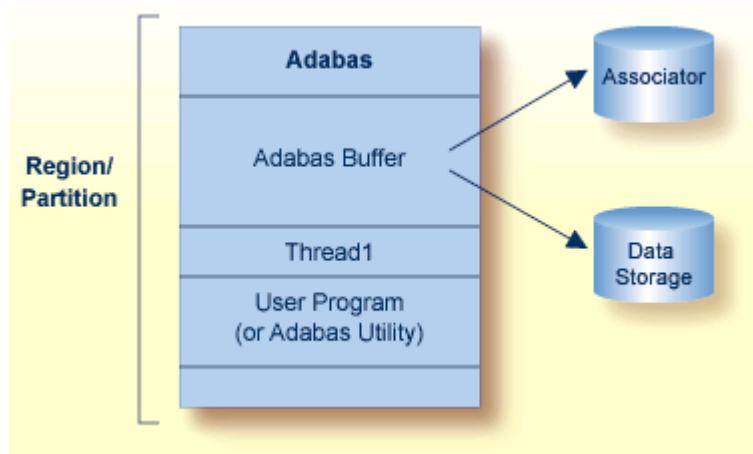 Region/
Partition
Adabas
Adabas Buffer
Thread1
User Program
(or Adabas Utility)
Associator
Data
Storage